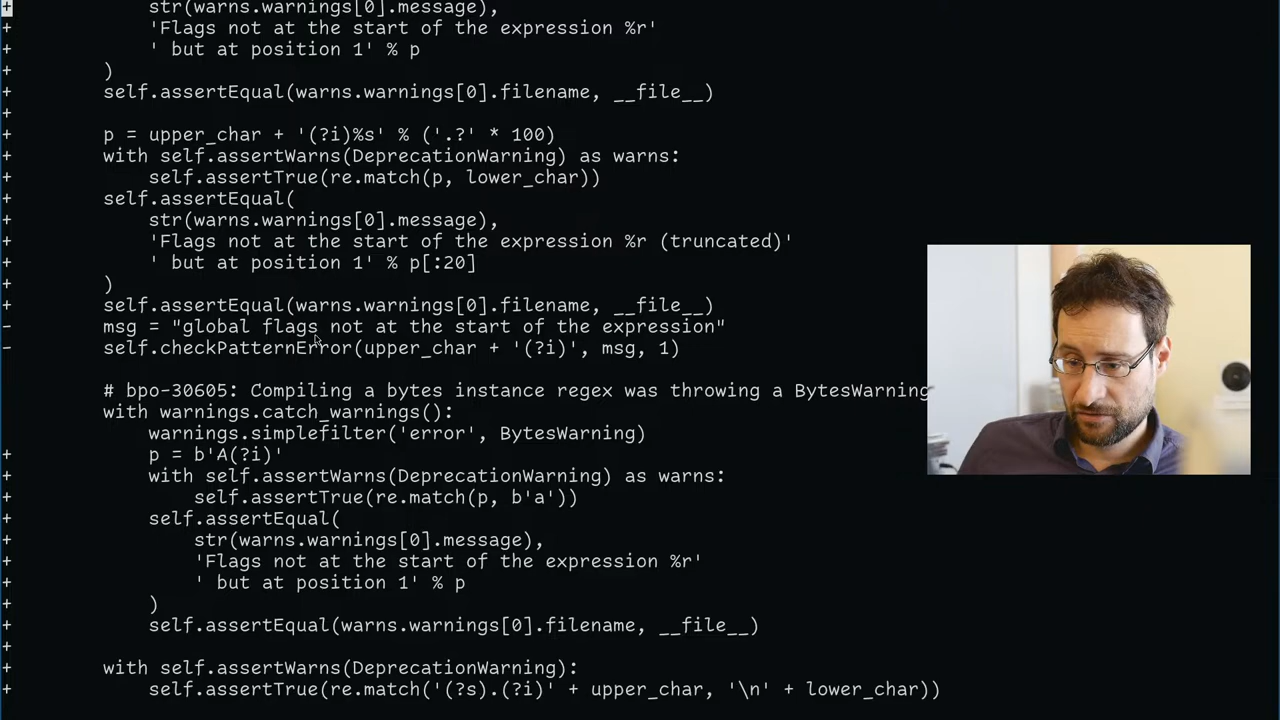 +            str(warns.warnings[0].message),
+            'Flags not at the start of the expression %r'
+            ' but at position 1' % p
+        )
+        self.assertEqual(warns.warnings[0].filename, __file__)
+
+        p = upper_char + '(?i)%s' % ('.?' * 100)
+        with self.assertWarns(DeprecationWarning) as warns:
+            self.assertTrue(re.match(p, lower_char))
+        self.assertEqual(
+            str(warns.warnings[0].message),
+            'Flags not at the start of the expression %r (truncated)'
+            ' but at position 1' % p[:20]
+        )
+        self.assertEqual(warns.warnings[0].filename, __file__)
-        msg = "global flags not at the start of the expression"
-        self.checkPatternError(upper_char + '(?i)', msg, 1)

         # bpo-30605: Compiling a bytes instance regex was throwing a BytesWarning
         with warnings.catch_warnings():
             warnings.simplefilter('error', BytesWarning)
+            p = b'A(?i)'
+            with self.assertWarns(DeprecationWarning) as warns:
+                self.assertTrue(re.match(p, b'a'))
+            self.assertEqual(
+                str(warns.warnings[0].message),
+                'Flags not at the start of the expression %r'
+                ' but at position 1' % p
+            )
+            self.assertEqual(warns.warnings[0].filename, __file__)
+
+        with self.assertWarns(DeprecationWarning):
+            self.assertTrue(re.match('(?s).(?i)' + upper_char, '\n' + lower_char))